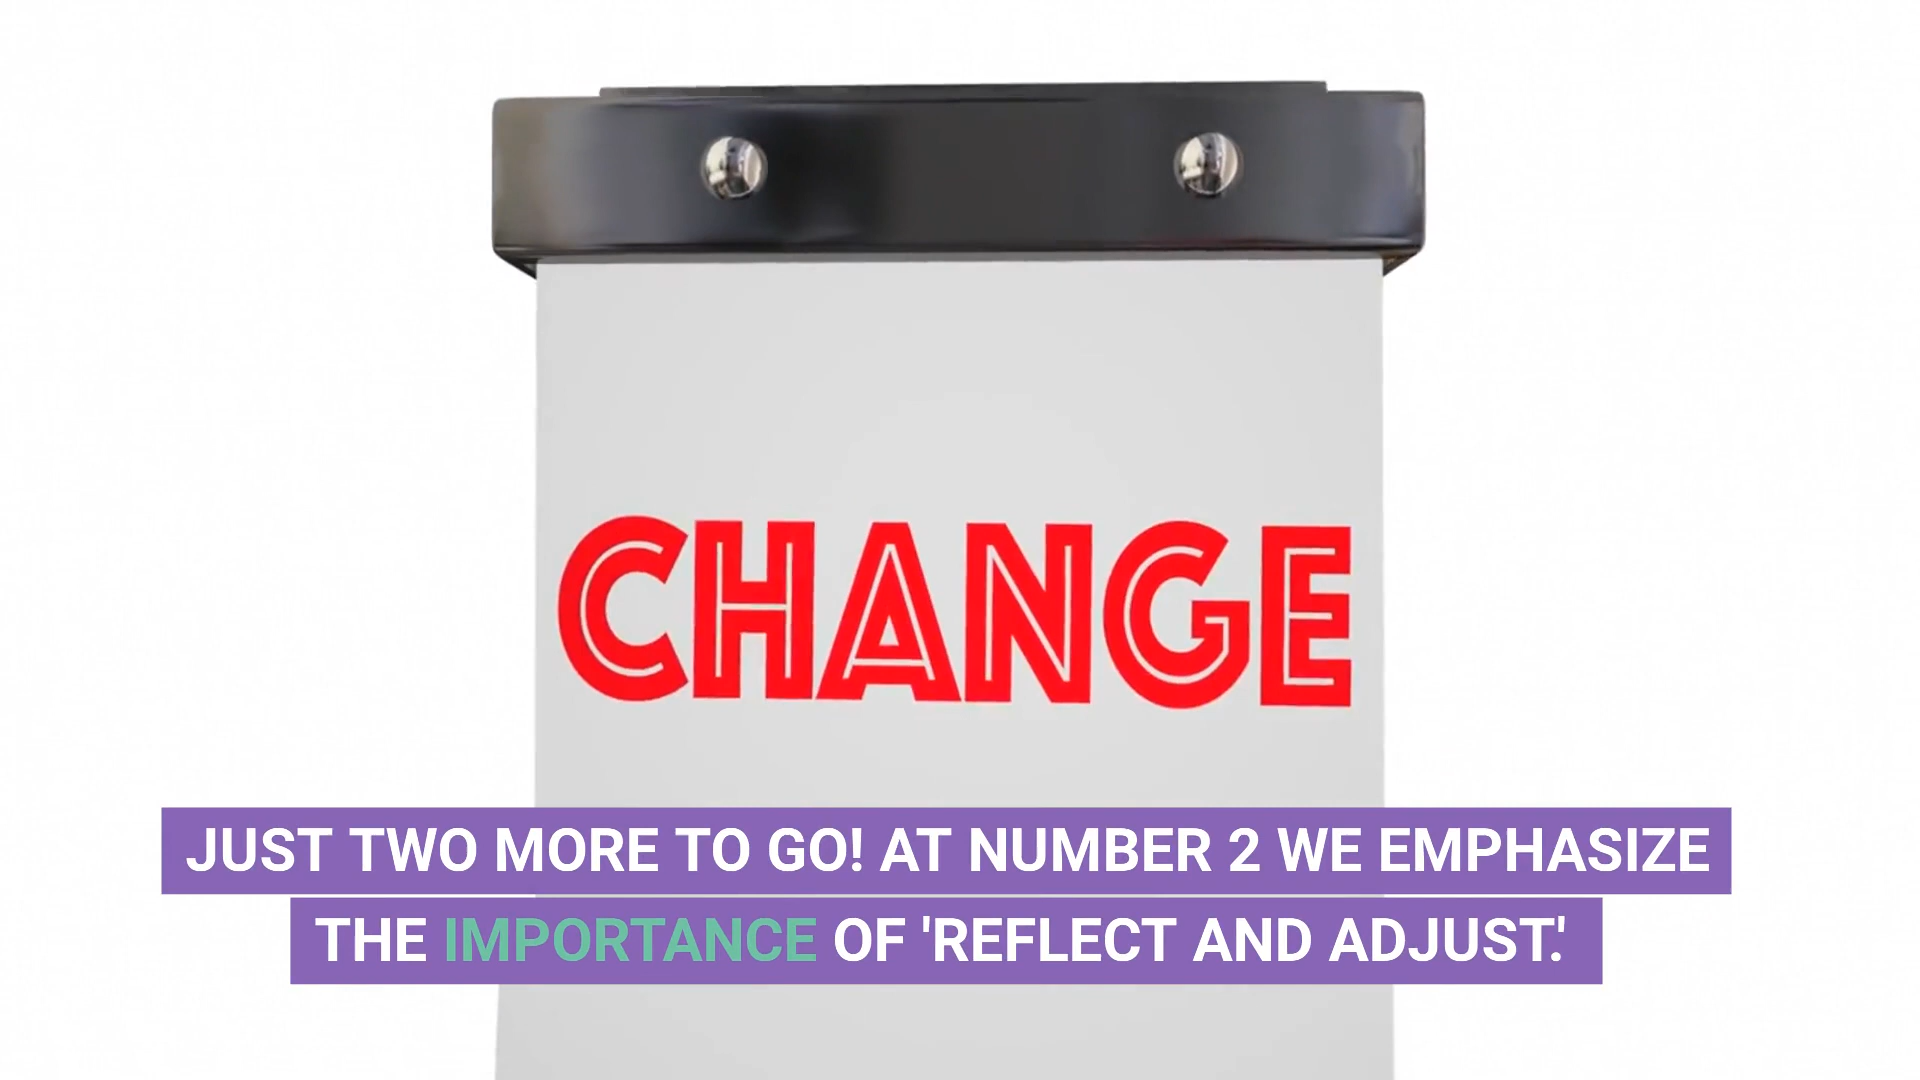 CHANGE
JUST TWO MORE TO GO! AT NUMBER 2 WE EMPHASIZE
THE IMPORTANCE OF 'REFLECT AND ADJUST.'